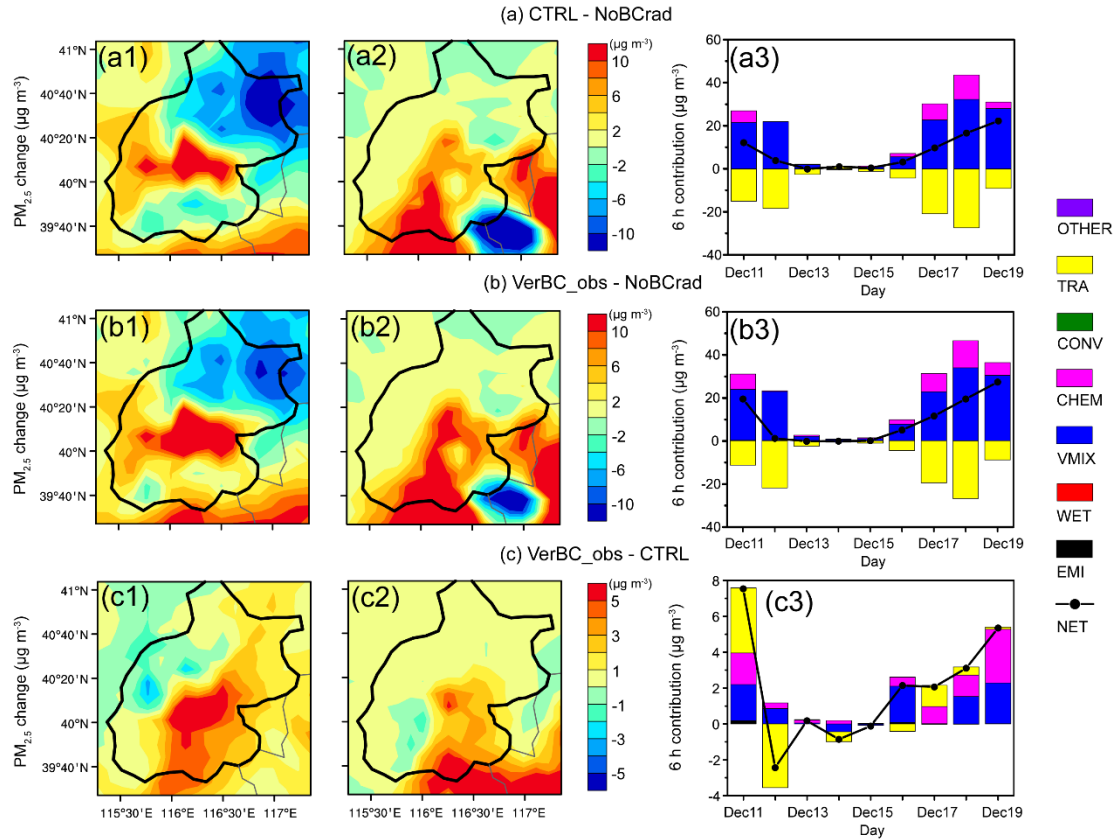 (a) CTRL - NoBCrad
PM2.5 change (μg m-3)
41°N
40°40'N
40°20'N
40°N
39°40'N
(a1)
(a2)
(μg m-3)
10
6
2
-2
-6
-10
6 h contribution (μg m-3)
60
40
20
0
-20
-40
(a3)
Dec11 Dec13 Dec15 Dec17 Dec19
Day
(b) VerBC_obs - NoBCrad
PM2.5 change (μg m-3)
41°N
40°40'N
40°20'N
40°N
39°40'N
(b1)
(b2)
(μg m-3)
10
6
2
-2
-6
-10
6 h contribution (μg m-3)
60
40
20
0
-20
-40
(b3)
Dec11 Dec13 Dec15 Dec17 Dec19
Day
(c) VerBC_obs - CTRL
PM2.5 change (μg m-3)
41°N
40°40'N
40°20'N
40°N
39°40'N
(c1)
115°30'E 116°E 116°30'E 117°E
(c2)
115°30'E 116°E 116°30'E 117°E
(μg m-3)
5
3
1
-1
-3
-5
6 h contribution (μg m-3)
8
6
4
2
0
-2
-4
(c3)
Dec11 Dec13 Dec15 Dec17 Dec19
Day
OTHER
TRA
CONV
CHEM
VMIX
WET
EMI
NET